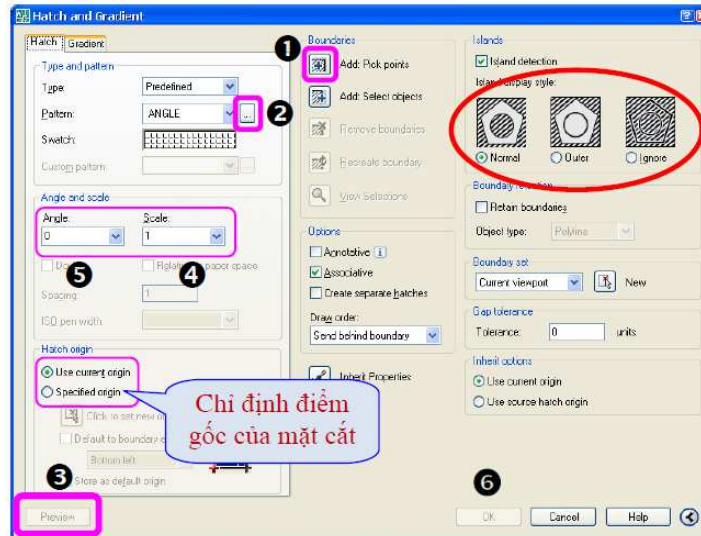 Hatch and Gradient
Hatch Gradient
Type and pattern
Type: Predefined
Pattern: ANGLE ... ❷
Swatch:
Custom pattern:
Angle and scale
Angle: Scale:
0 1
❺ ❹
Spacing: 1
ISO pen width:
Hatch origin
Use current origin
Specified origin
Click to set new
Default to boundary
Bottom left
Store as default origin
❸
Preview
Chỉ định điểm
gốc của mặt cắt
Boundaries
❶ Add: Pick points
Add: Select objects
Remove boundaries
Recreate boundary
View Selections
Options
Annotative
Associative
Create separate hatches
Draw order:
Send behind boundary
Inherit Properties
Islands
Island detection
Island display style:
Normal Outer Ignore
Boundary retention
Retain boundaries
Object type: Polyline
Boundary set
Current viewport New
Gap tolerance
Tolerance: 0 units
Inherit options
Use current origin
Use source hatch origin
❻
OK Cancel Help